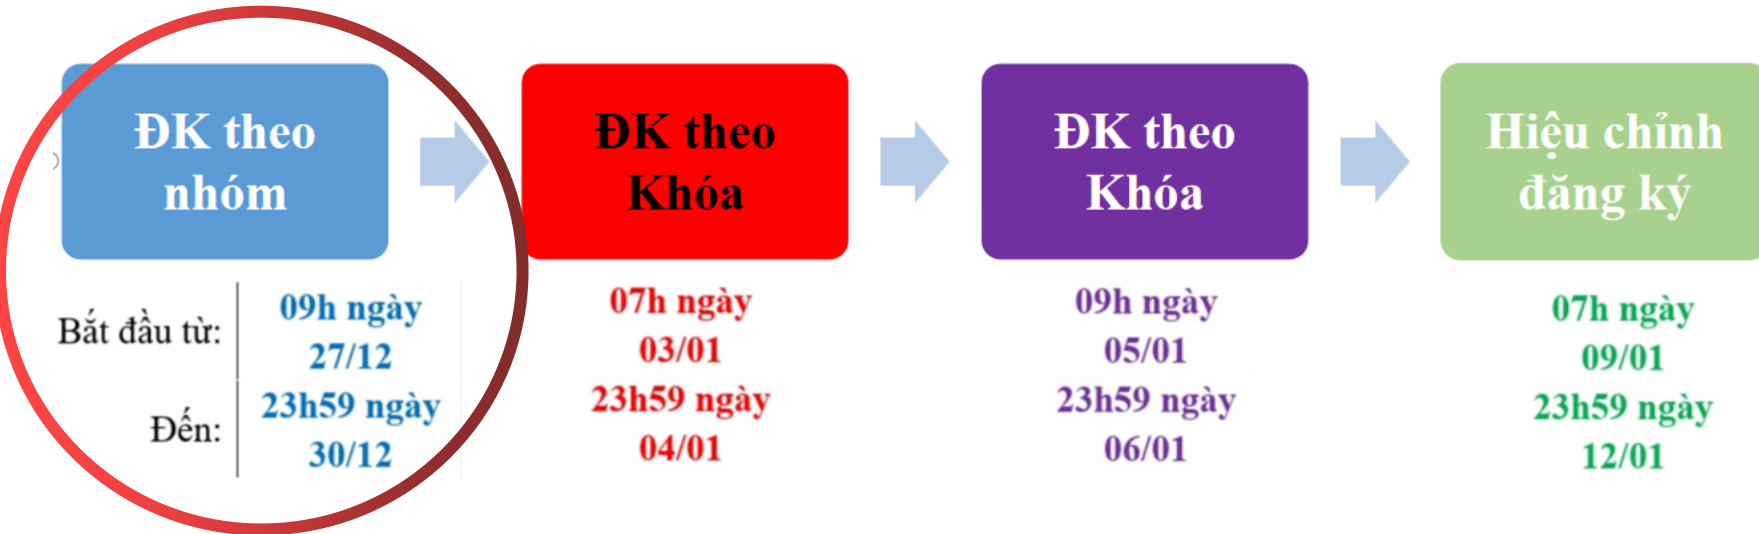 ĐK theo
nhóm
ĐK theo
Khóa
ĐK theo
Khóa
Hiệu chỉnh
đăng ký
Bắt đầu từ:
09h ngày
27/12
Đến:
23h59 ngày
30/12
07h ngày
03/01
23h59 ngày
04/01
09h ngày
05/01
23h59 ngày
06/01
07h ngày
09/01
23h59 ngày
12/01